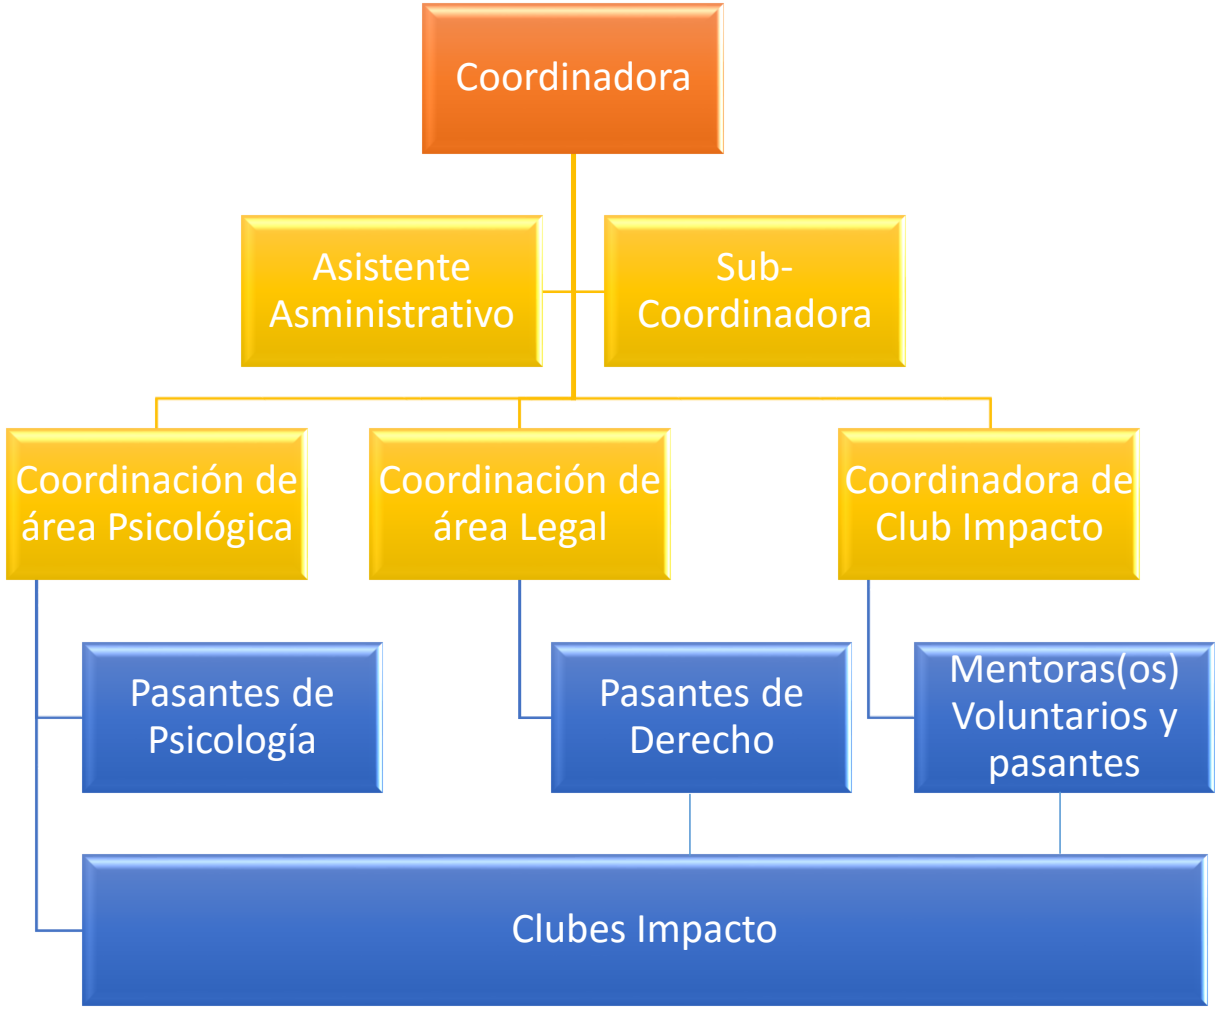 Coordinadora
Asistente
Asministrativo
Sub-
Coordinadora
Coordinación de
área Psicológica
Coordinación de
área Legal
Coordinadora de
Club Impacto
Pasantes de
Psicología
Pasantes de
Derecho
Mentoras(os)
Voluntarios y
pasantes
Clubes Impacto